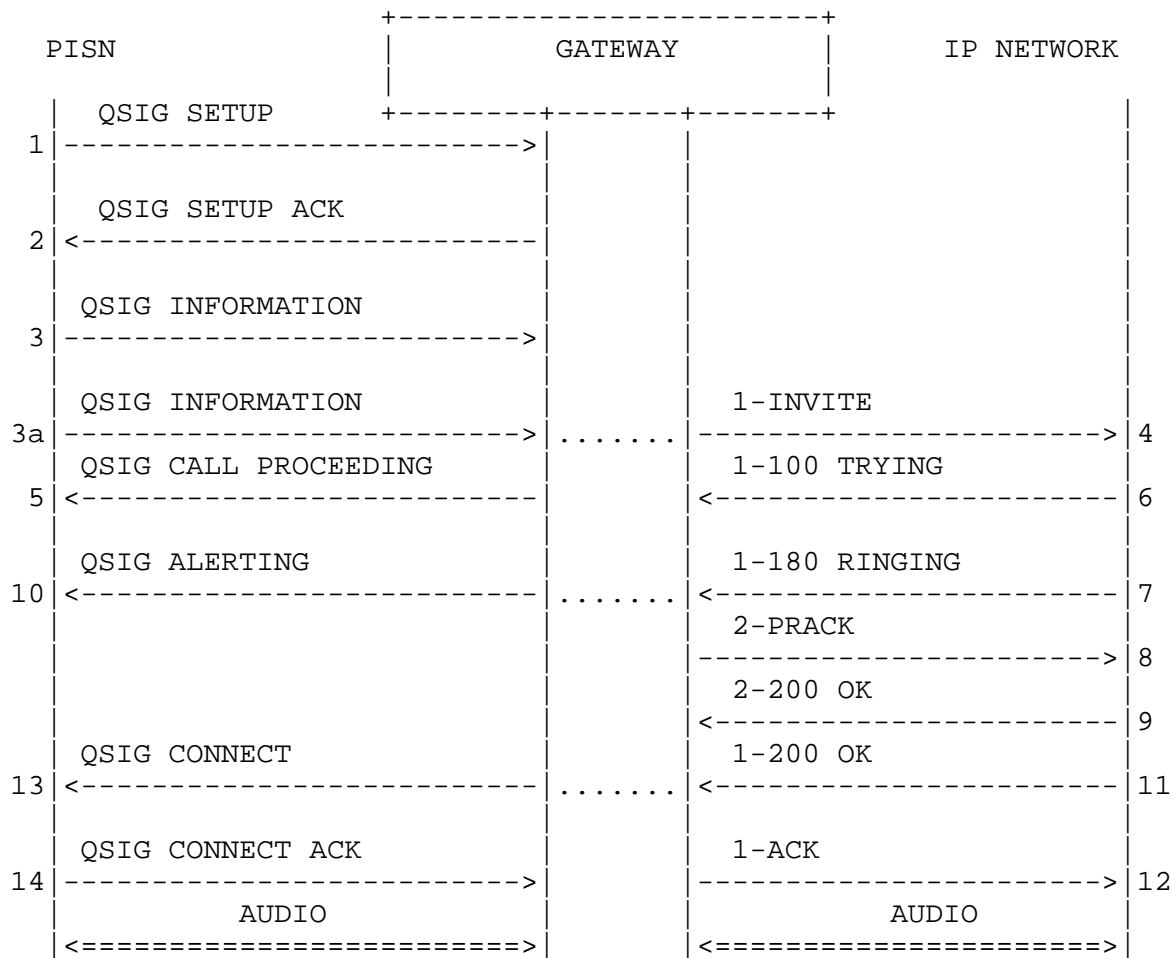 +------------------------+
PISN               |         GATEWAY        |      IP NETWORK
                   |                        |
  |  QSIG SETUP    +--------+-------+-------+                |
 1|------------------------>|       |                        |
  |                         |       |                        |
  |  QSIG SETUP ACK         |       |                        |
 2|<------------------------|       |                        |
  |                         |       |                        |
  | QSIG INFORMATION        |       |                        |
 3|------------------------>|       |                        |
  |                         |       |                        |
  | QSIG INFORMATION        |       | 1-INVITE               |
3a|------------------------>|.......|----------------------->|4
  | QSIG CALL PROCEEDING    |       | 1-100 TRYING           |
 5|<------------------------|       |<-----------------------|6
  |                         |       |                        |
  | QSIG ALERTING           |       | 1-180 RINGING          |
10|<------------------------|.......|<-----------------------|7
  |                         |       | 2-PRACK                |
  |                         |       |----------------------->|8
  |                         |       | 2-200 OK               |
  |                         |       |<-----------------------|9
  | QSIG CONNECT            |       | 1-200 OK               |
13|<------------------------|.......|<-----------------------|11
  |                         |       |                        |
  | QSIG CONNECT ACK        |       | 1-ACK                  |
14|------------------------>|       |----------------------->|12
  |          AUDIO          |       |          AUDIO         |
  |<=======================>|       |<======================>|